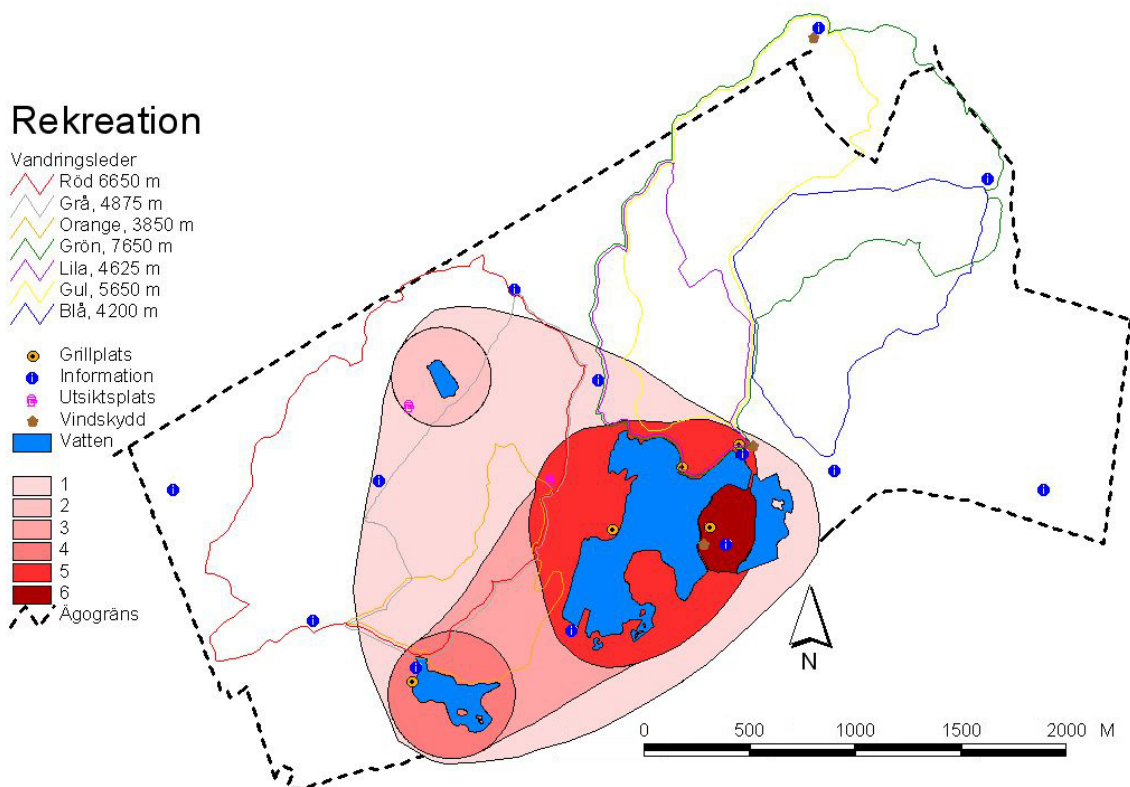 Rekreation
Vandringsleder
Röd 6650 m
Grå, 4875 m
Orange, 3850 m
Grön, 7650 m
Lila, 4625 m
Gul, 5650 m
Blå, 4200 m
Grillplats
Information
Utsiktsplats
Vindskydd
Vatten
1
2
3
4
5
6
Ägogräns
N
0 500 1000 1500 2000 M